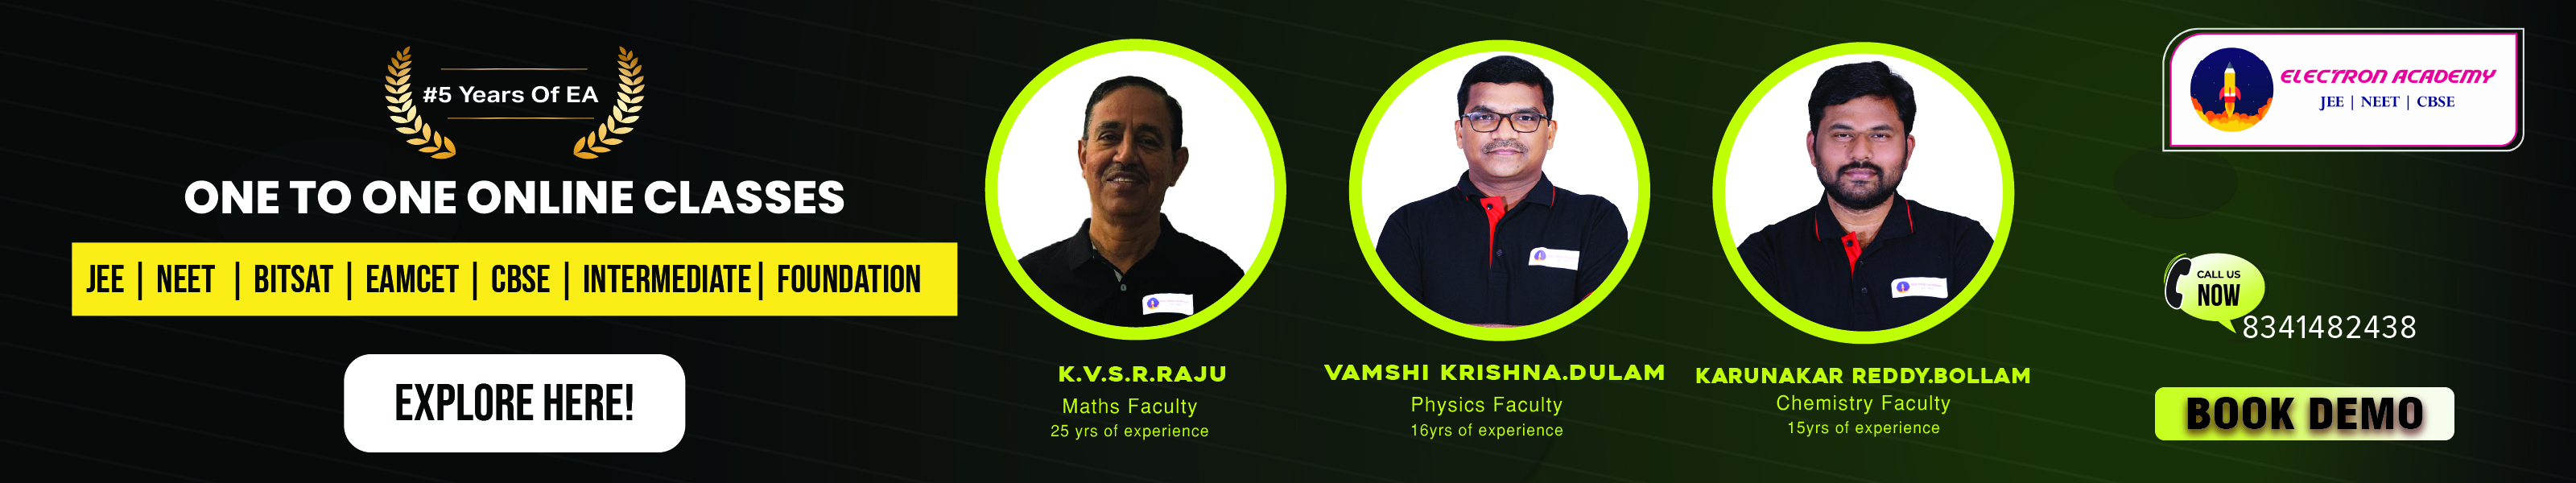 #5 Years Of EA
ONE TO ONE ONLINE CLASSES
JEE | NEET | BITSAT | EAMCET | CBSE | INTERMEDIATE | FOUNDATION
EXPLORE HERE!
K.V.S.R.RAJU
Maths Faculty
25 yrs of experience
VAMSHI KRISHNA.DULAM
Physics Faculty
16yrs of experience
KARUNAKAR REDDY.BOLLAM
Chemistry Faculty
15yrs of experience
ELECTRON ACADEMY
JEE | NEET | CBSE
CALL US
NOW
8341482438
BOOK DEMO